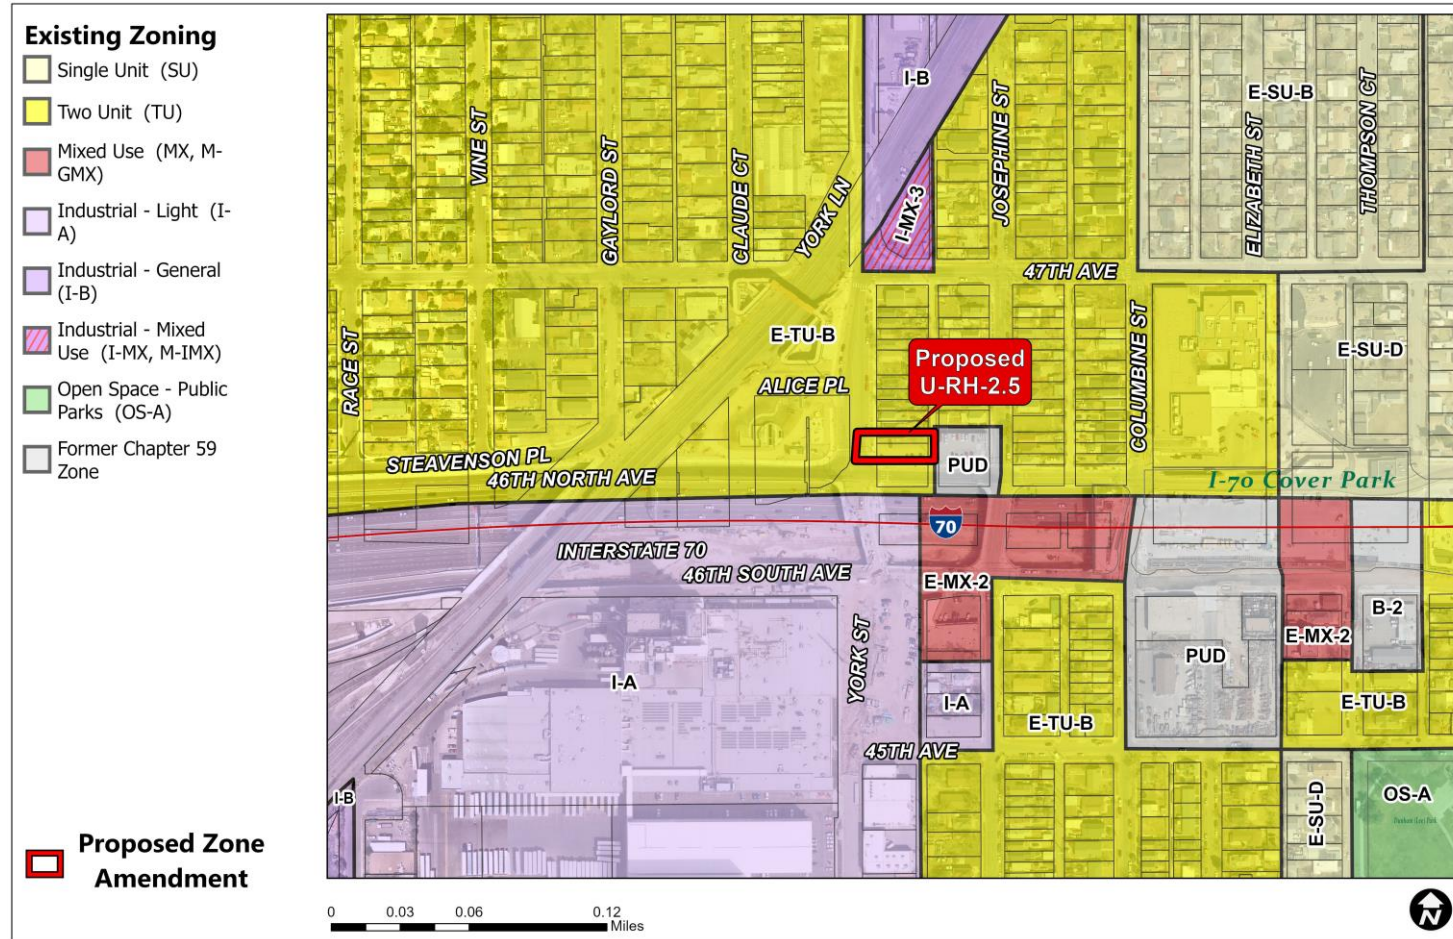 Existing Zoning
Single Unit (SU)
Two Unit (TU)
Mixed Use (MX, M-
GMX)
Industrial - Light (I-
A)
Industrial - General
(I-B)
Industrial - Mixed
Use (I-MX, M-IMX)
Open Space - Public
Parks (OS-A)
Former Chapter 59
Zone
Proposed Zone
Amendment
I-B
E-SU-B
VINE ST
GAYLORD ST
CLAUDE CT
YORK LN
I-MX-3
JOSEPHINE ST
ELIZABETH ST
THOMPSON CT
47TH AVE
RACE ST
E-TU-B
Proposed
U-RH-2.5
COLUMBINE ST
E-SU-D
ALICE PL
STEAVENSON PL
46TH NORTH AVE
PUD
I-70 Cover Park
70
INTERSTATE 70
46TH SOUTH AVE
E-MX-2
YORK ST
PUD
E-MX-2
B-2
I-A
I-A
E-TU-B
E-TU-B
45TH AVE
I-B
E-SU-D
OS-A
0 0.03 0.06 0.12
Miles
N